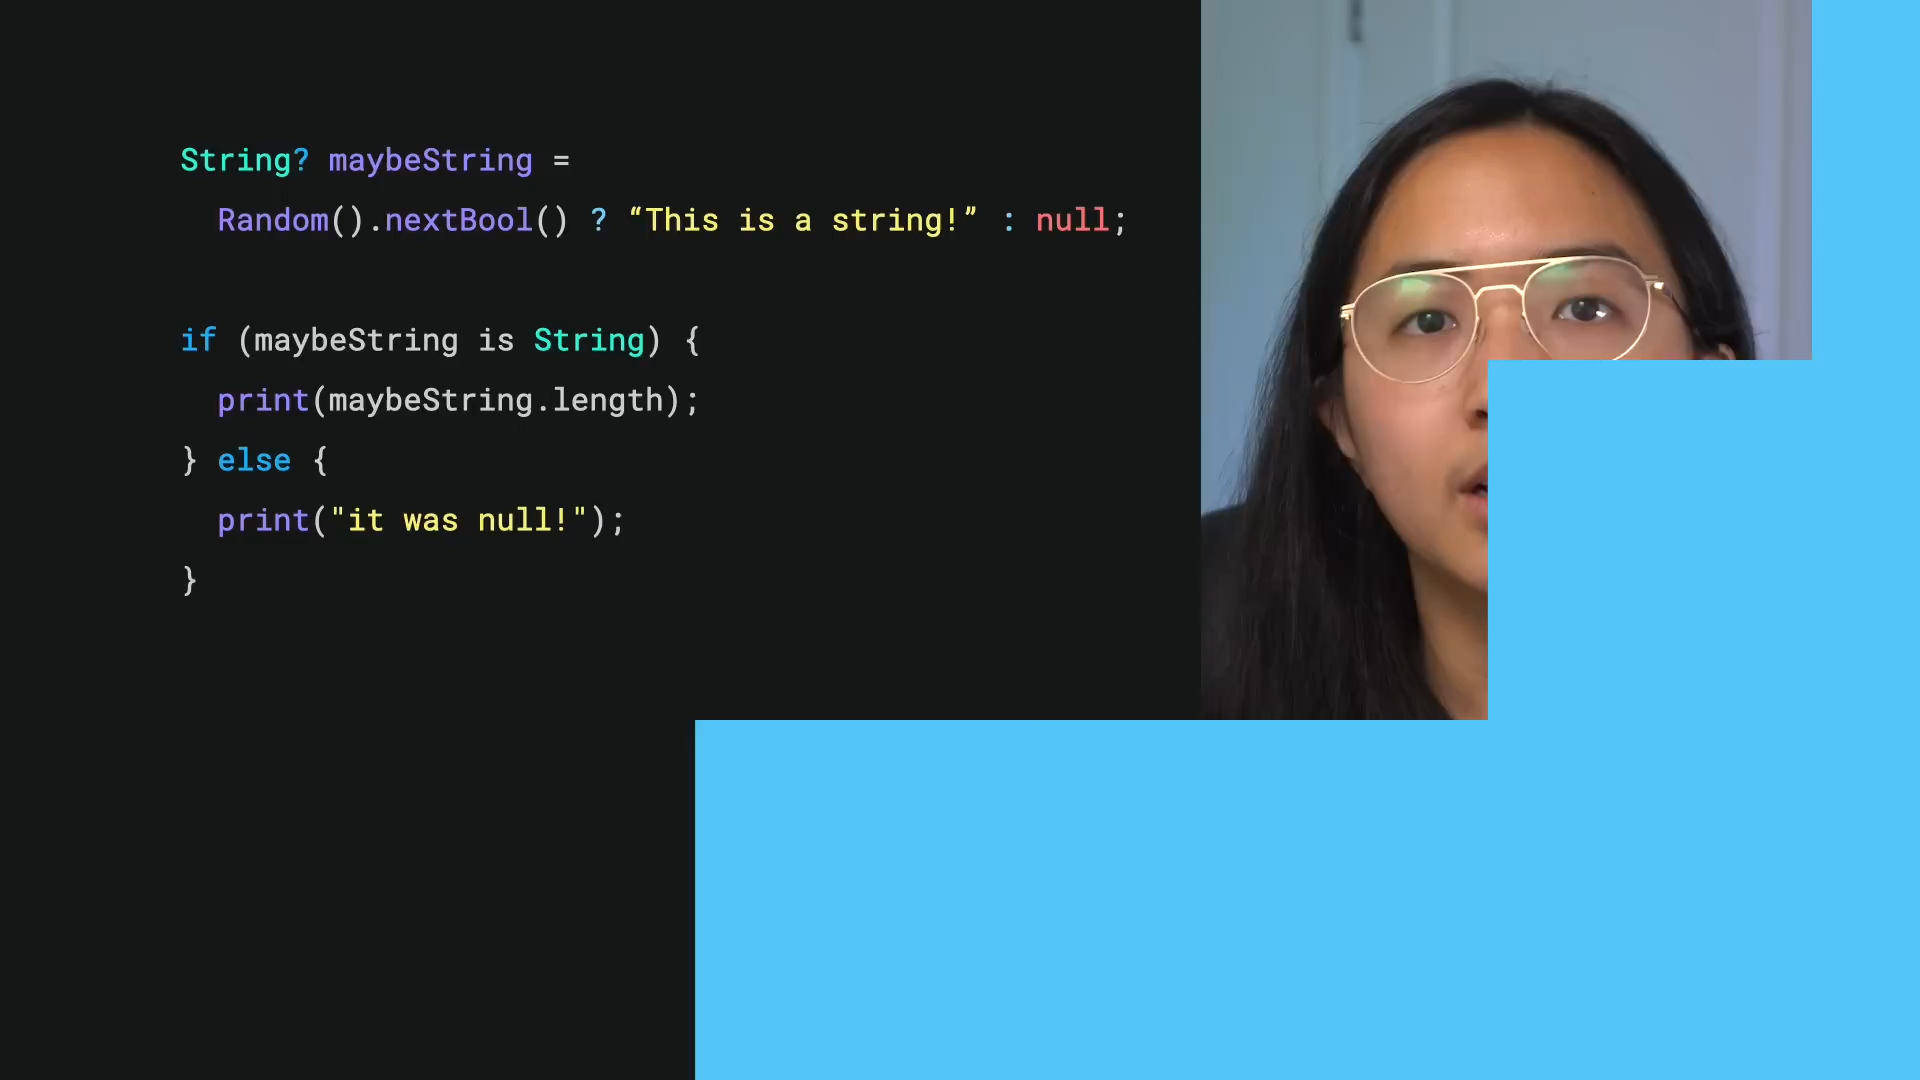 String? maybeString =
Random().nextBool() ? “This is a string!” : null;
if (maybeString is String) {
print(maybeString.length);
} else {
print("it was null!");
}